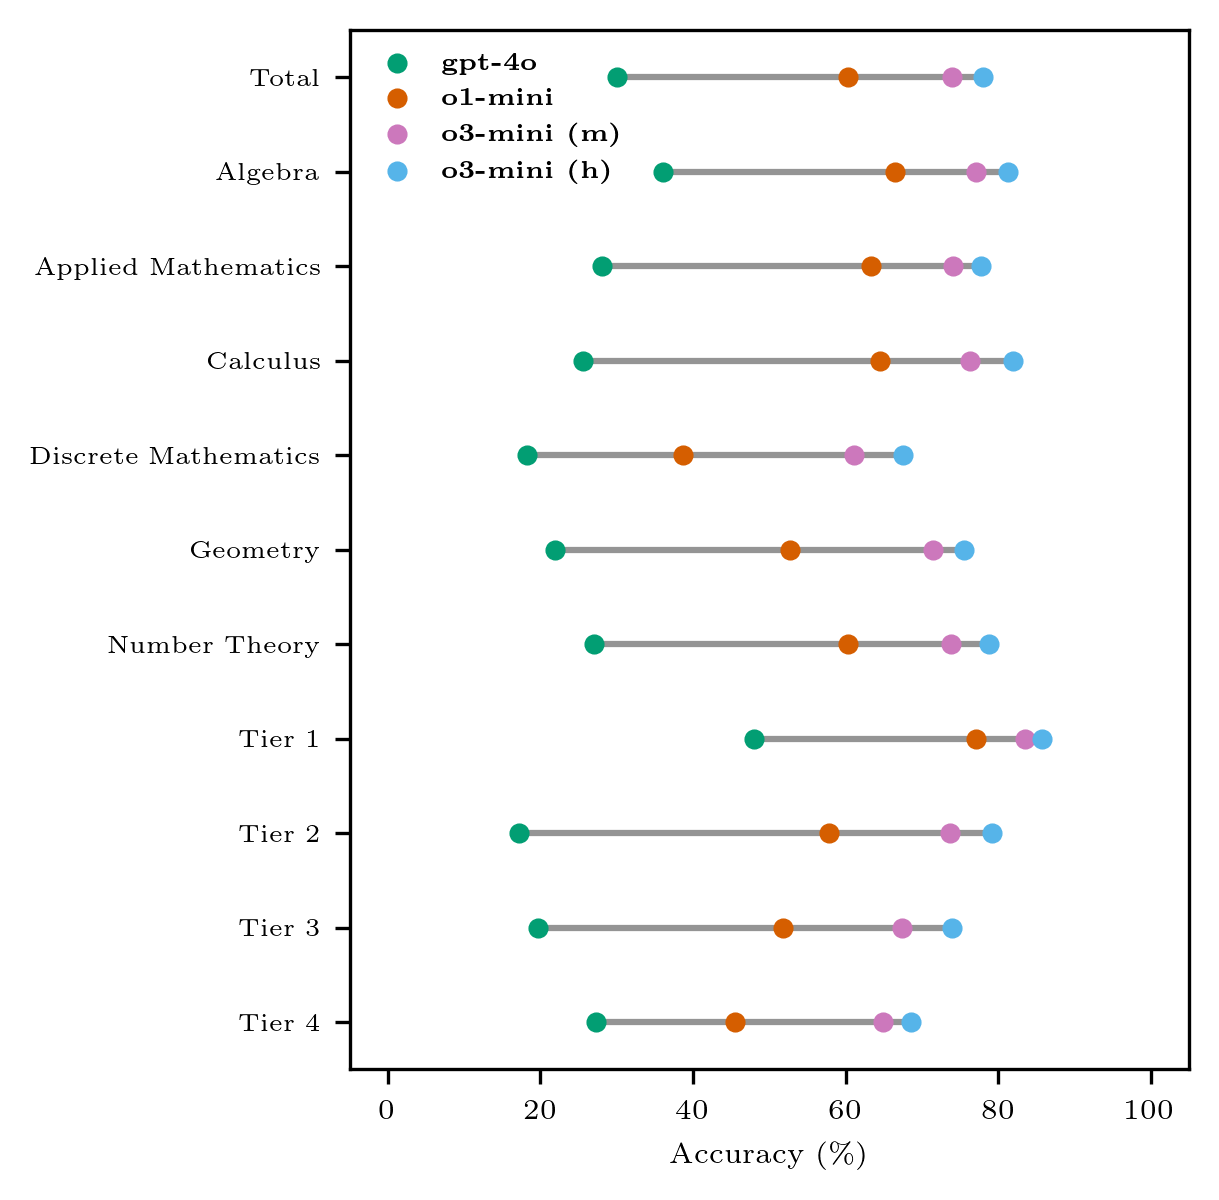 gpt-4o
o1-mini
o3-mini (m)
o3-mini (h)
Total
Algebra
Applied Mathematics
Calculus
Discrete Mathematics
Geometry
Number Theory
Tier 1
Tier 2
Tier 3
Tier 4
0 20 40 60 80 100
Accuracy (%)